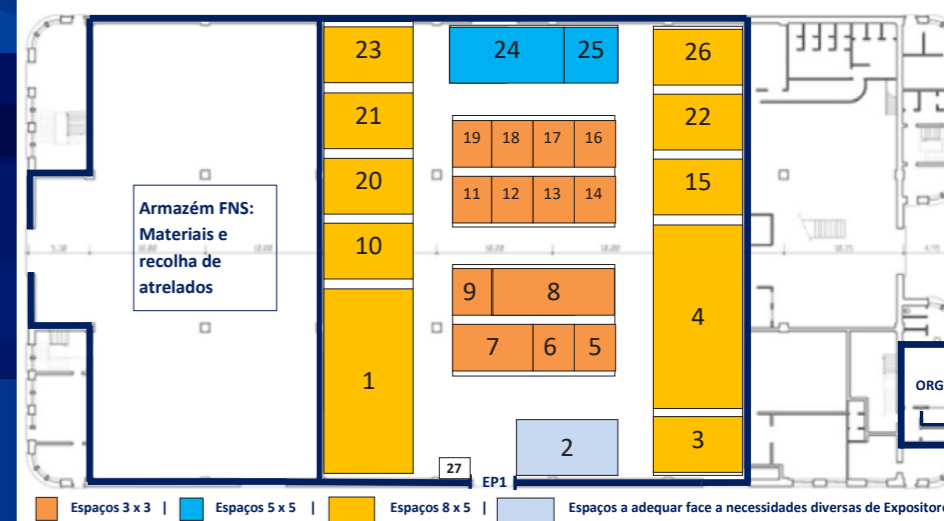 23 24 25 26
21 22
19 18 17 16
20 15
11 12 13 14
Armazém FNS:
Materiais e
recolha de
atrelados
10
9 8
4
7 6 5
1
ORG
2 3
27
EP1
Espaços 3 x 3 | Espaços 5 x 5 | Espaços 8 x 5 | Espaços a adequar face a necessidades diversas de Expositore